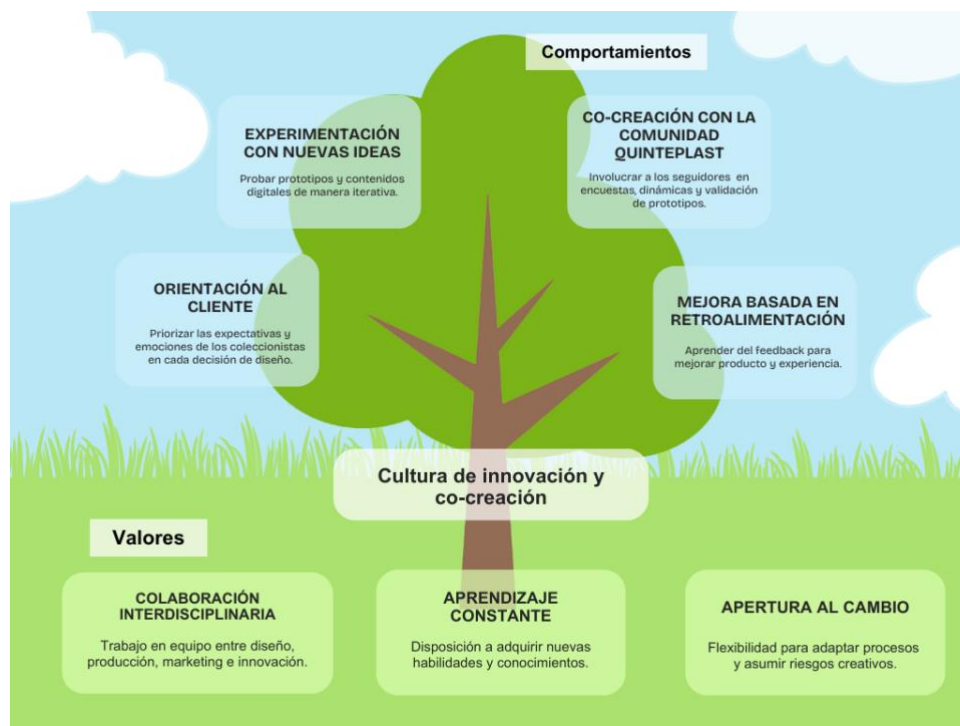 Comportamientos
EXPERIMENTACIÓN
CON NUEVAS IDEAS
Probar prototipos y contenidos
digitales de manera iterativa.
CO-CREACIÓN CON LA
COMUNIDAD
QUINTEPLAST
Involucrar a los seguidores en
encuestas, dinámicas y validación
de prototipos.
ORIENTACIÓN AL
CLIENTE
Priorizar las expectativas y
emociones de los coleccionistas
en cada decisión de diseño.
MEJORA BASADA EN
RETROALIMENTACIÓN
Aprender del feedback para
mejorar producto y experiencia.
Cultura de innovación y
co-creación
Valores
COLABORACIÓN
INTERDISCIPLINARIA
Trabajo en equipo entre diseño,
producción, marketing e innovación.
APRENDIZAJE
CONSTANTE
Disposición a adquirir nuevas
habilidades y conocimientos.
APERTURA AL CAMBIO
Flexibilidad para adaptar procesos
y asumir riesgos creativos.